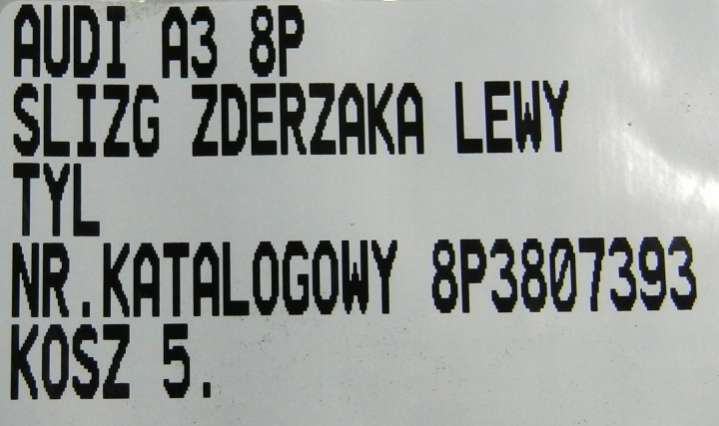 AUDI A3 8P
SLIZG ZDERZAKA LEWY
TYL
NR.KATALOGOWY 8P3807393
KOSZ 5.